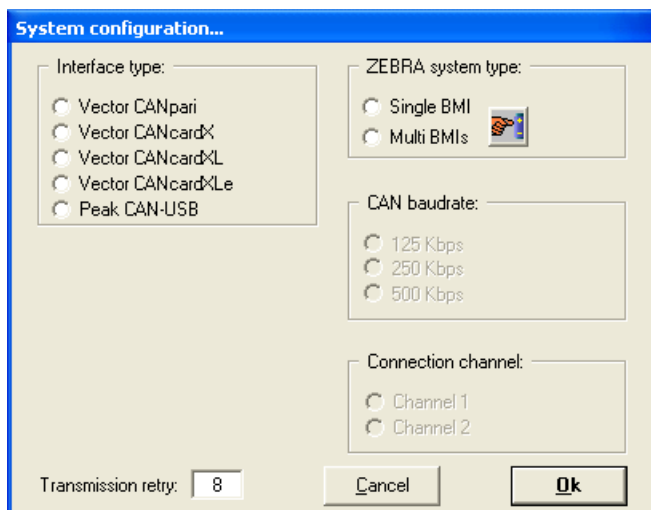 System configuration...
Interface type:
Vector CANpari
Vector CANcardX
Vector CANcardXL
Vector CANcardXLe
Peak CAN-USB
ZEBRA system type:
Single BMI
Multi BMIs
CAN baudrate:
125 Kbps
250 Kbps
500 Kbps
Connection channel:
Channel 1
Channel 2
Transmission retry: 8
Cancel
Ok